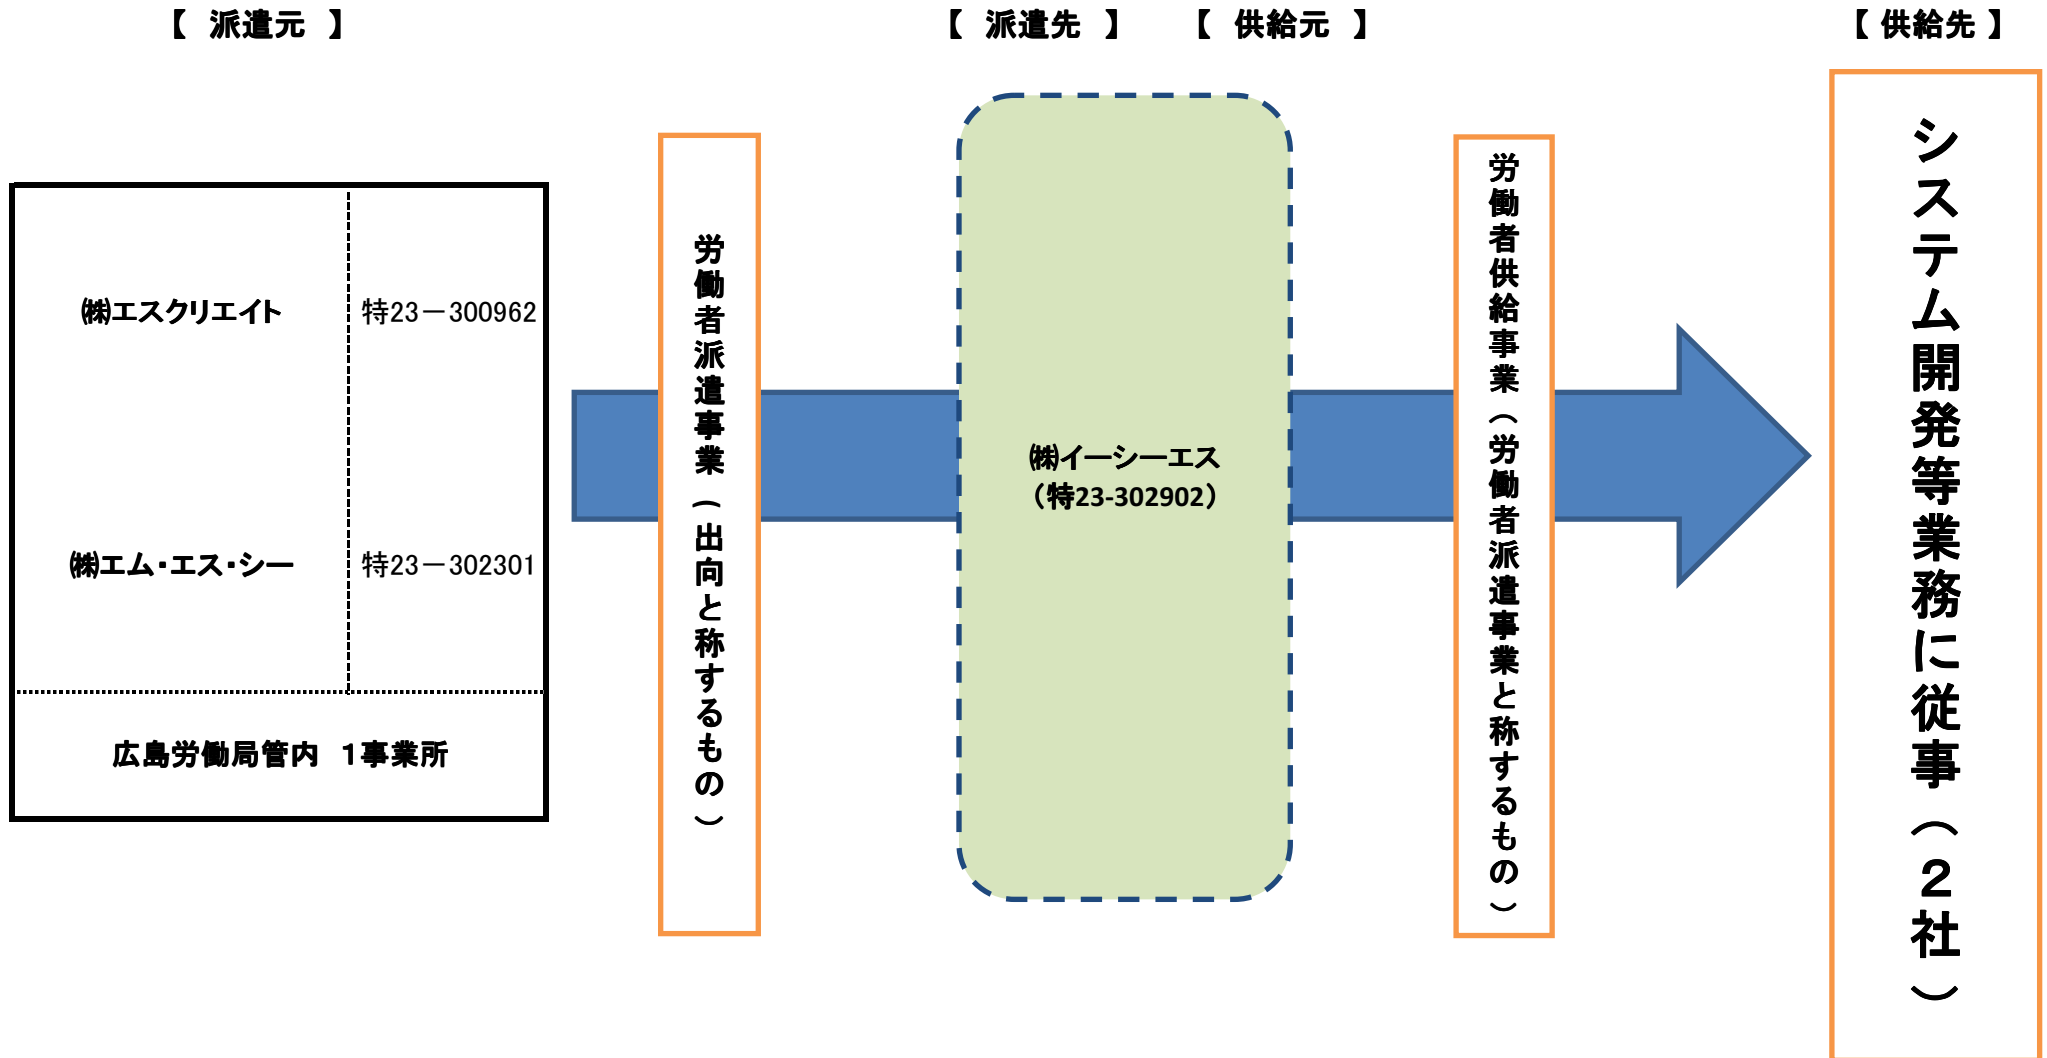 【 派遣元 】
【 派遣先 】
【 供給元 】
【 供給先 】
㈱エスクリエイト
特23－300962
㈱エム・エス・シー
特23－302301
広島労働局管内 １事業所
労働者派遣事業（出向と称するもの）
㈱イーシーエス
（特23-302902）
労働者供給事業（労働者派遣事業と称するもの）
システム開発等業務に従事（２社）